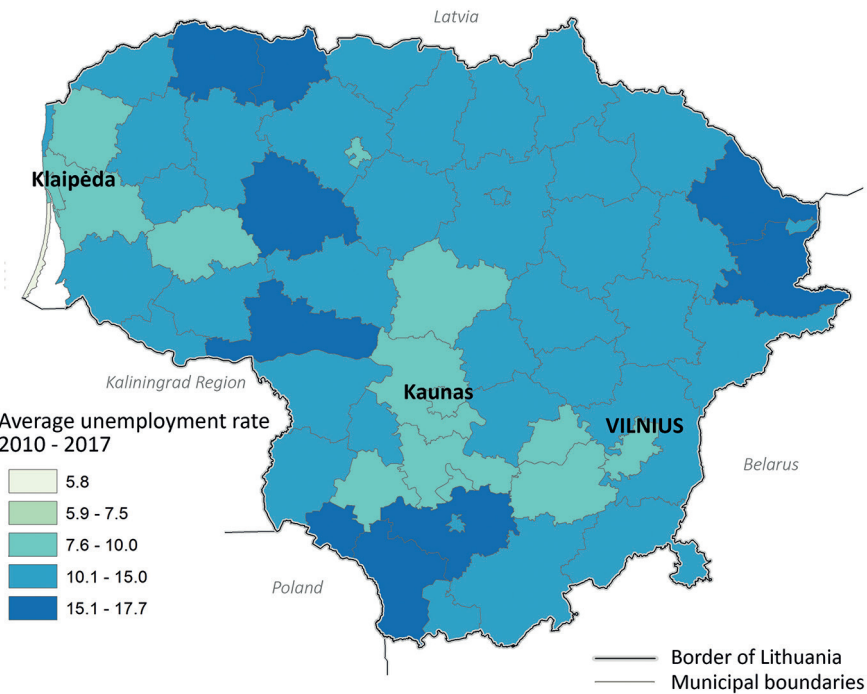 Latvia
Klaipėda
Kaliningrad Region
Kaunas
VILNIUS
Average unemployment rate
2010 - 2017
5.8
5.9 - 7.5
7.6 - 10.0
10.1 - 15.0
15.1 - 17.7
Belarus
Poland
Border of Lithuania
Municipal boundaries